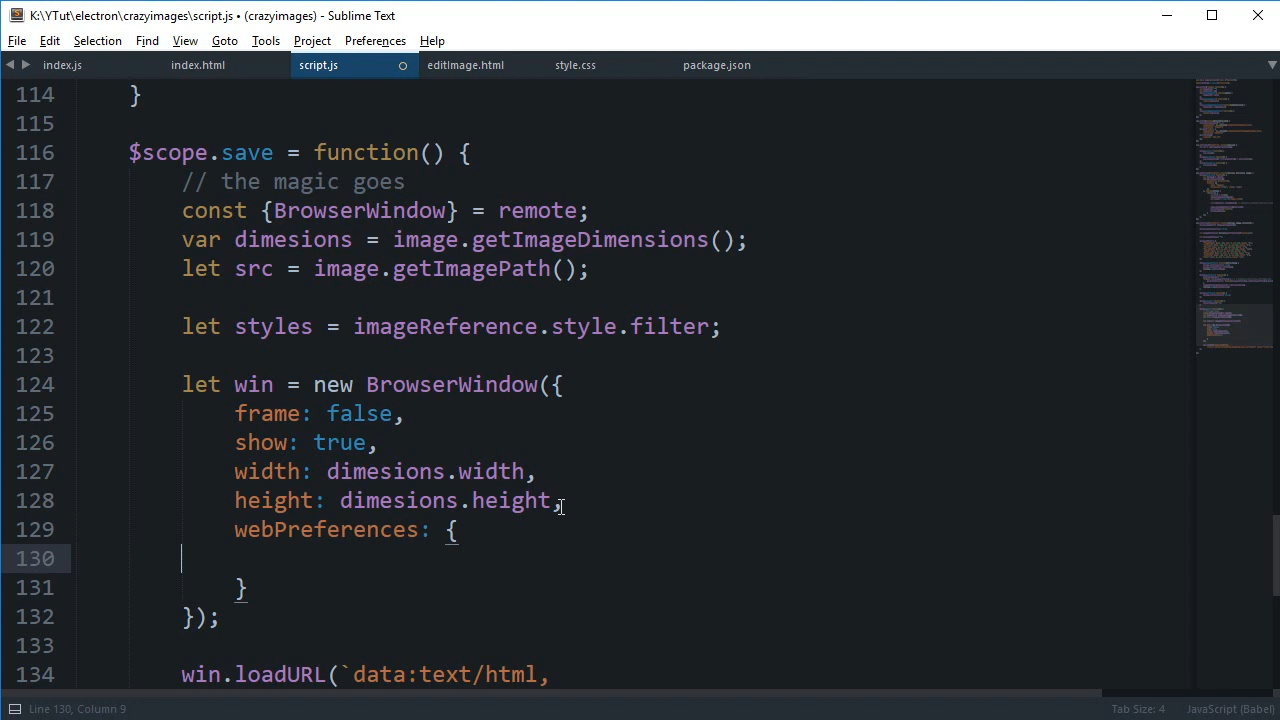 K:\YTut\electron\crazyimages\script.js • (crazyimages) - Sublime Text
File Edit Selection Find View Goto Tools Project Preferences Help
index.js index.html script.js editImage.html style.css package.json
114 }
115
116 $scope.save = function() {
117 // the magic goes
118 const {BrowserWindow} = remote;
119 var dimesions = image.getImageDimensions();
120 let src = image.getImagePath();
121
122 let styles = imageReference.style.filter;
123
124 let win = new BrowserWindow({
125 frame: false,
126 show: true,
127 width: dimesions.width,
128 height: dimesions.height,
129 webPreferences: {
130
131 }
132 });
133
134 win.loadURL(`data:text/html,
Line 130, Column 9 Tab Size: 4 JavaScript (Babel)